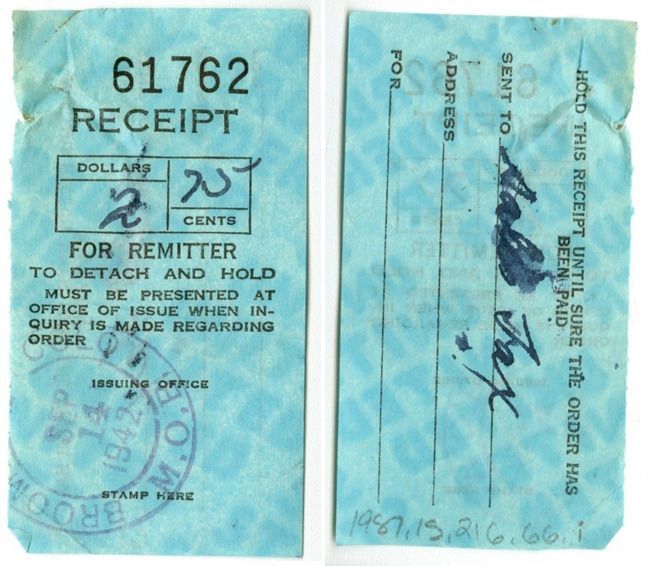 61762
RECEIPT
DOLLARS
2
75
CENTS
FOR REMITTER
TO DETACH AND HOLD
MUST BE PRESENTED AT
OFFICE OF ISSUE WHEN IN-
QUIRY IS MADE REGARDING
ORDER
ISSUING OFFICE
SEP
14
1942
M.O.B.
BROOM
STAMP HERE
HOLD THIS RECEIPT UNTIL SURE THE ORDER HAS
BEEN PAID
SENT TO Tax
ADDRESS
FOR
1987.15.216.66.i